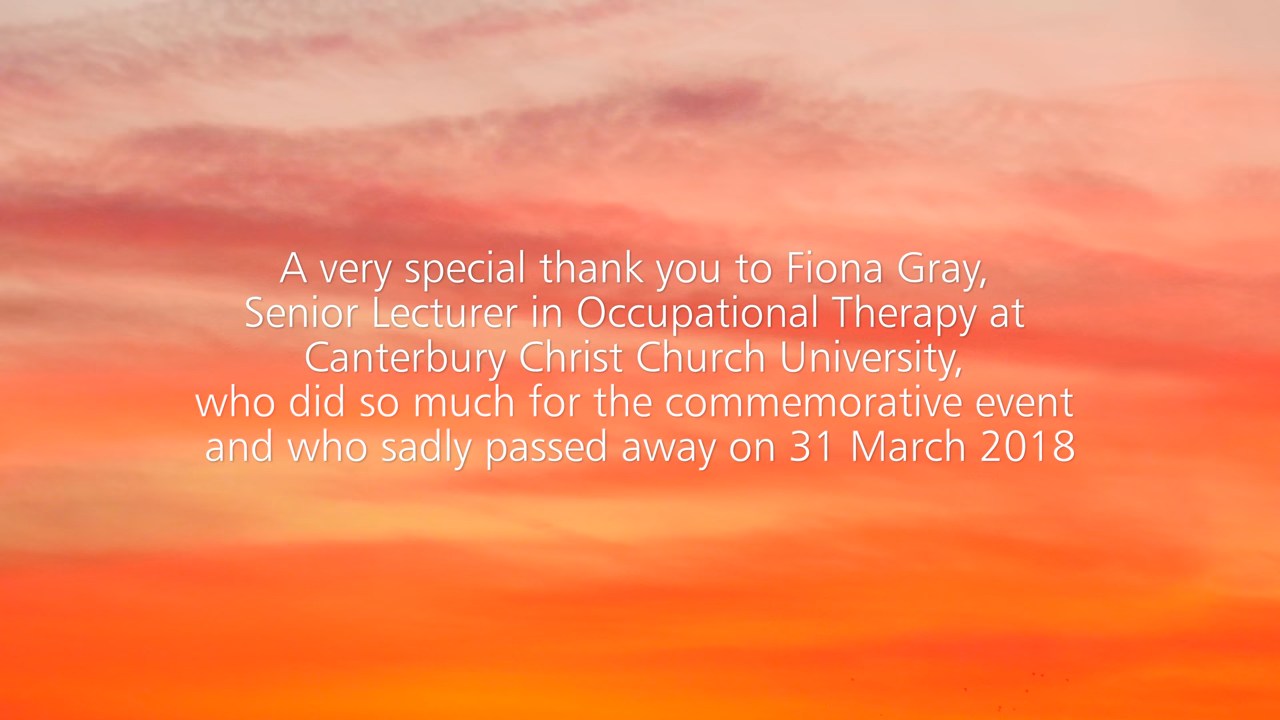 A very special thank you to Fiona Gray,
Senior Lecturer in Occupational Therapy at
Canterbury Christ Church University,
who did so much for the commemorative event
and who sadly passed away on 31 March 2018